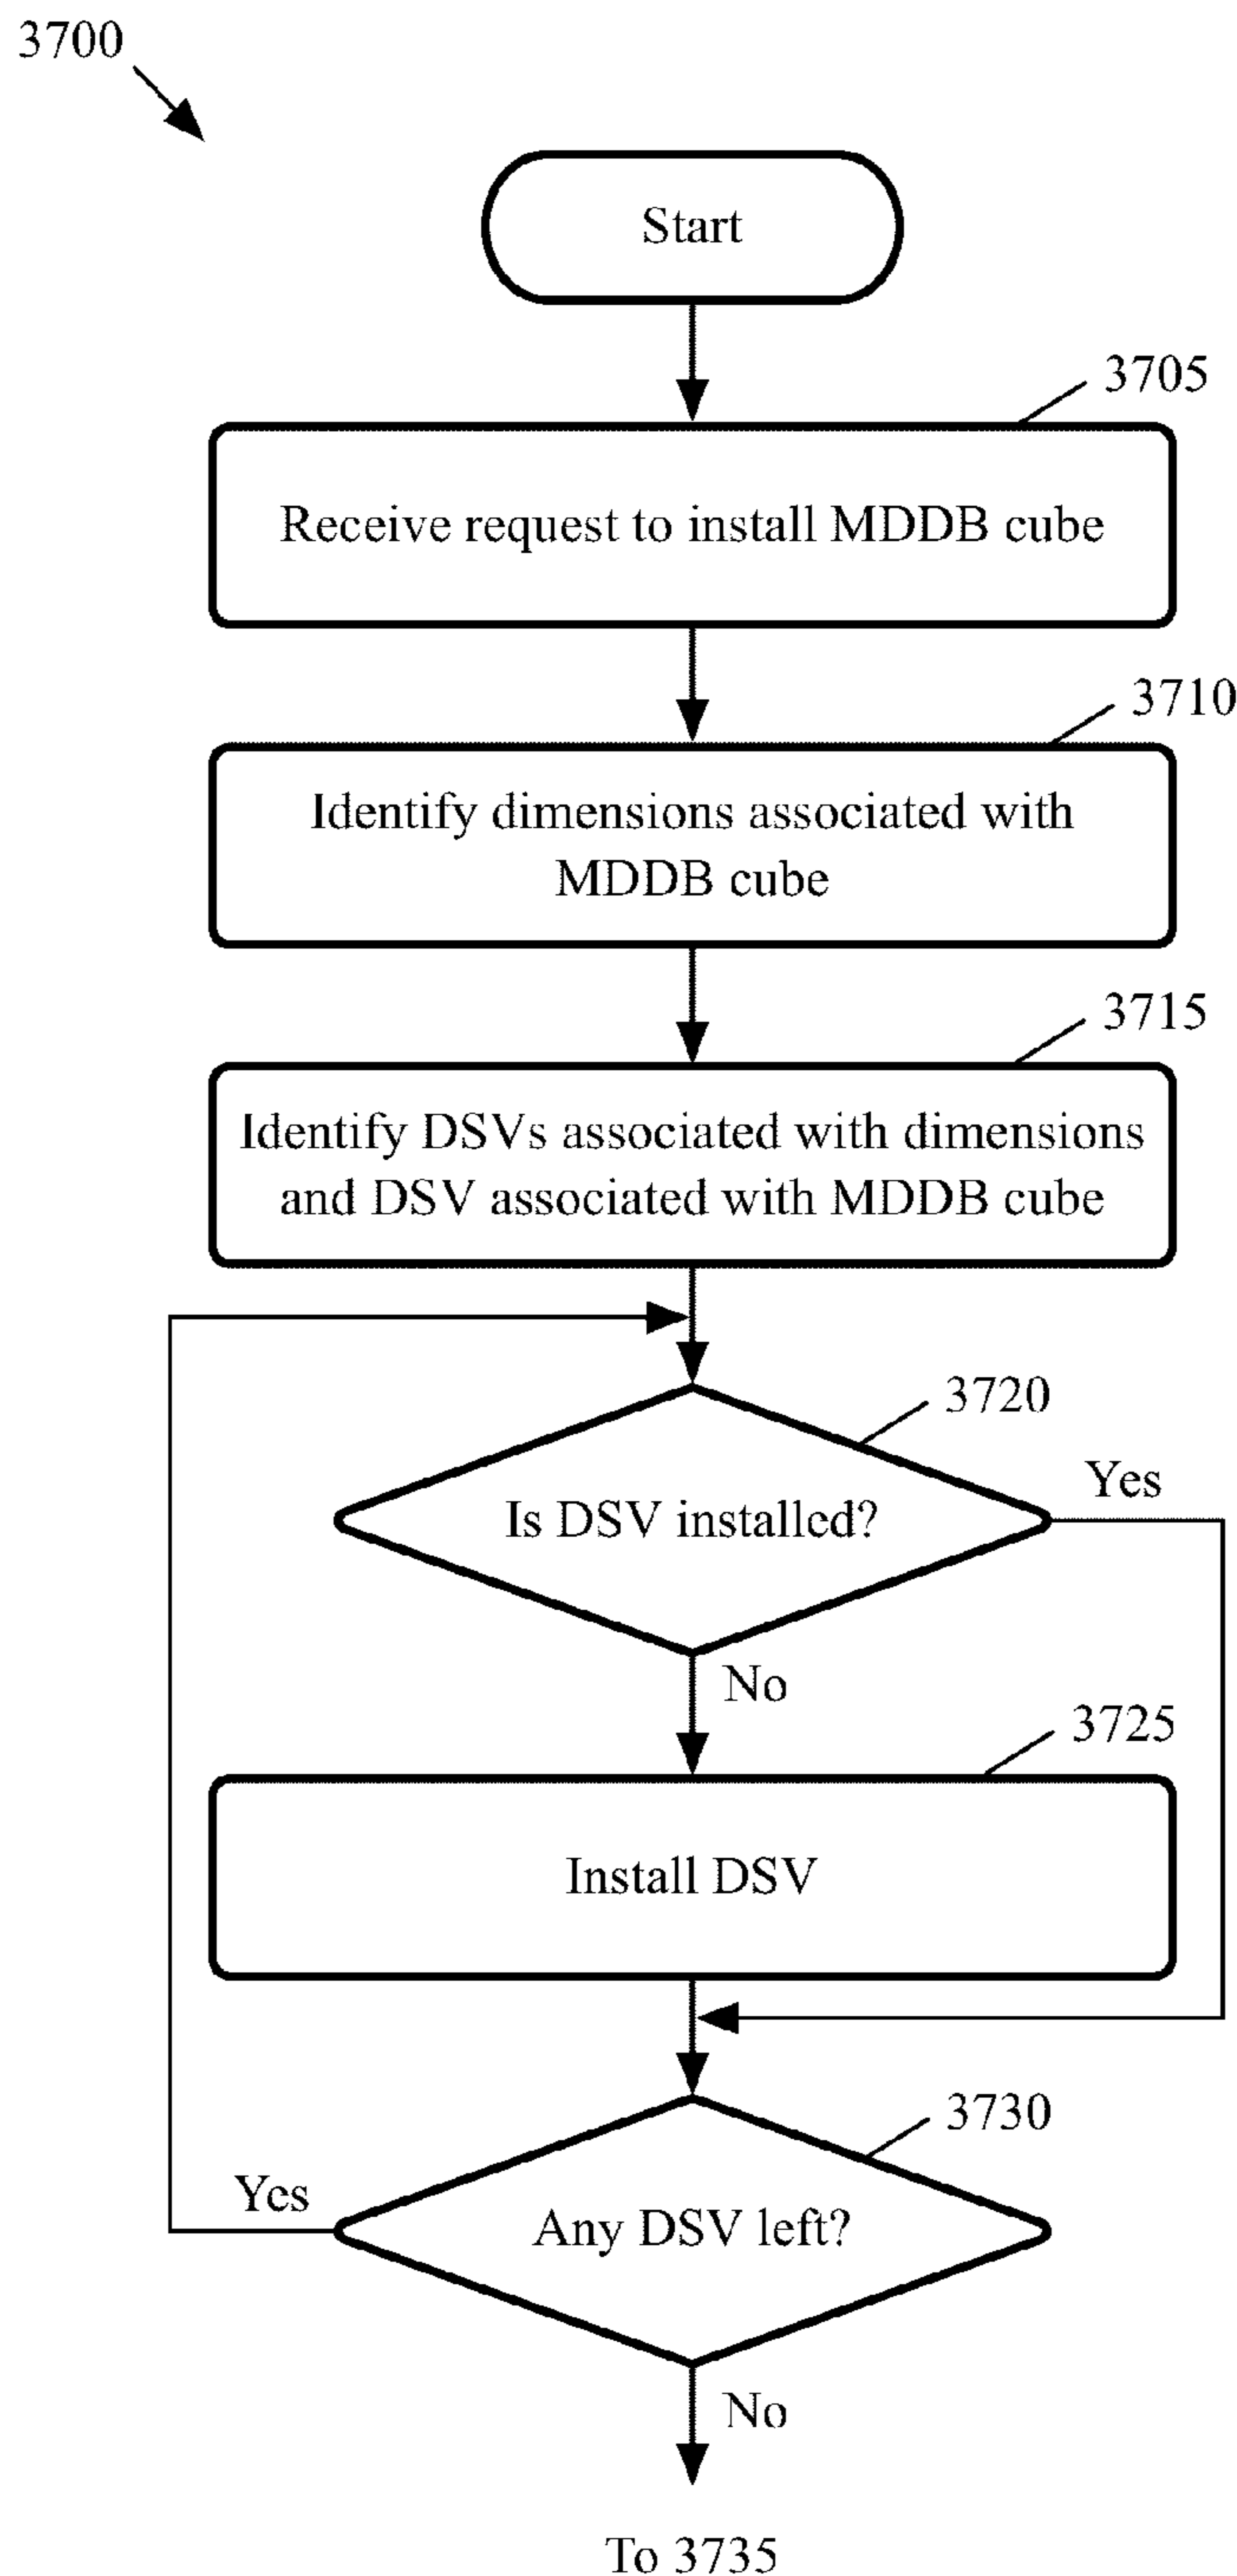 3700
Start
3705
Receive request to install MDDB cube
3710
Identify dimensions associated with
MDDB cube
3715
Identify DSVs associated with dimensions
and DSV associated with MDDB cube
3720
Yes
Is DSV installed?
No
3725
Install DSV
3730
Yes
Any DSV left?
No
To 3735